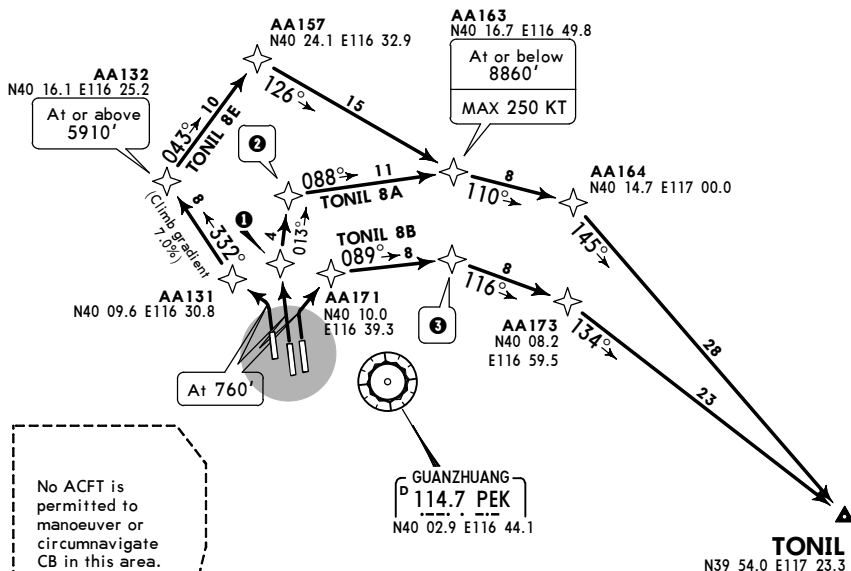 AA157
N40 24.1 E116 32.9
AA163
N40 16.7 E116 49.8
At or below
8860'
MAX 250 KT
AA132
N40 16.1 E116 25.2
At or above
5910'
043°
10
TONIL 8E
126°
15
2
088°
11
TONIL 8A
8
110°
AA164
N40 14.7 E117 00.0
145°
28
8
332°
(Climb gradient
7.0%)
1
4
013°
TONIL 8B
089°
8
3
8
116°
AA131
N40 09.6 E116 30.8
AA171
N40 10.0
E116 39.3
AA173
N40 08.2
E116 59.5
134°
23
At 760'
GUANZHUANG
D 114.7 PEK
N40 02.9 E116 44.1
No ACFT is
permitted to
manoeuver or
circumnavigate
CB in this area.
TONIL
N39 54.0 E117 23.3